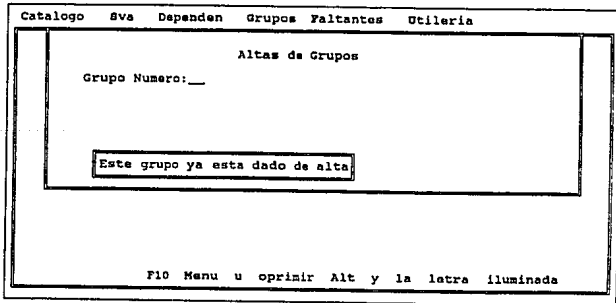 Catalogo Sva Dependen Grupos Faltantes Utileria
Altas de Grupos
Grupo Numero:__
Este grupo ya esta dado de alta
F10 Menu u oprimir Alt y la letra iluminada